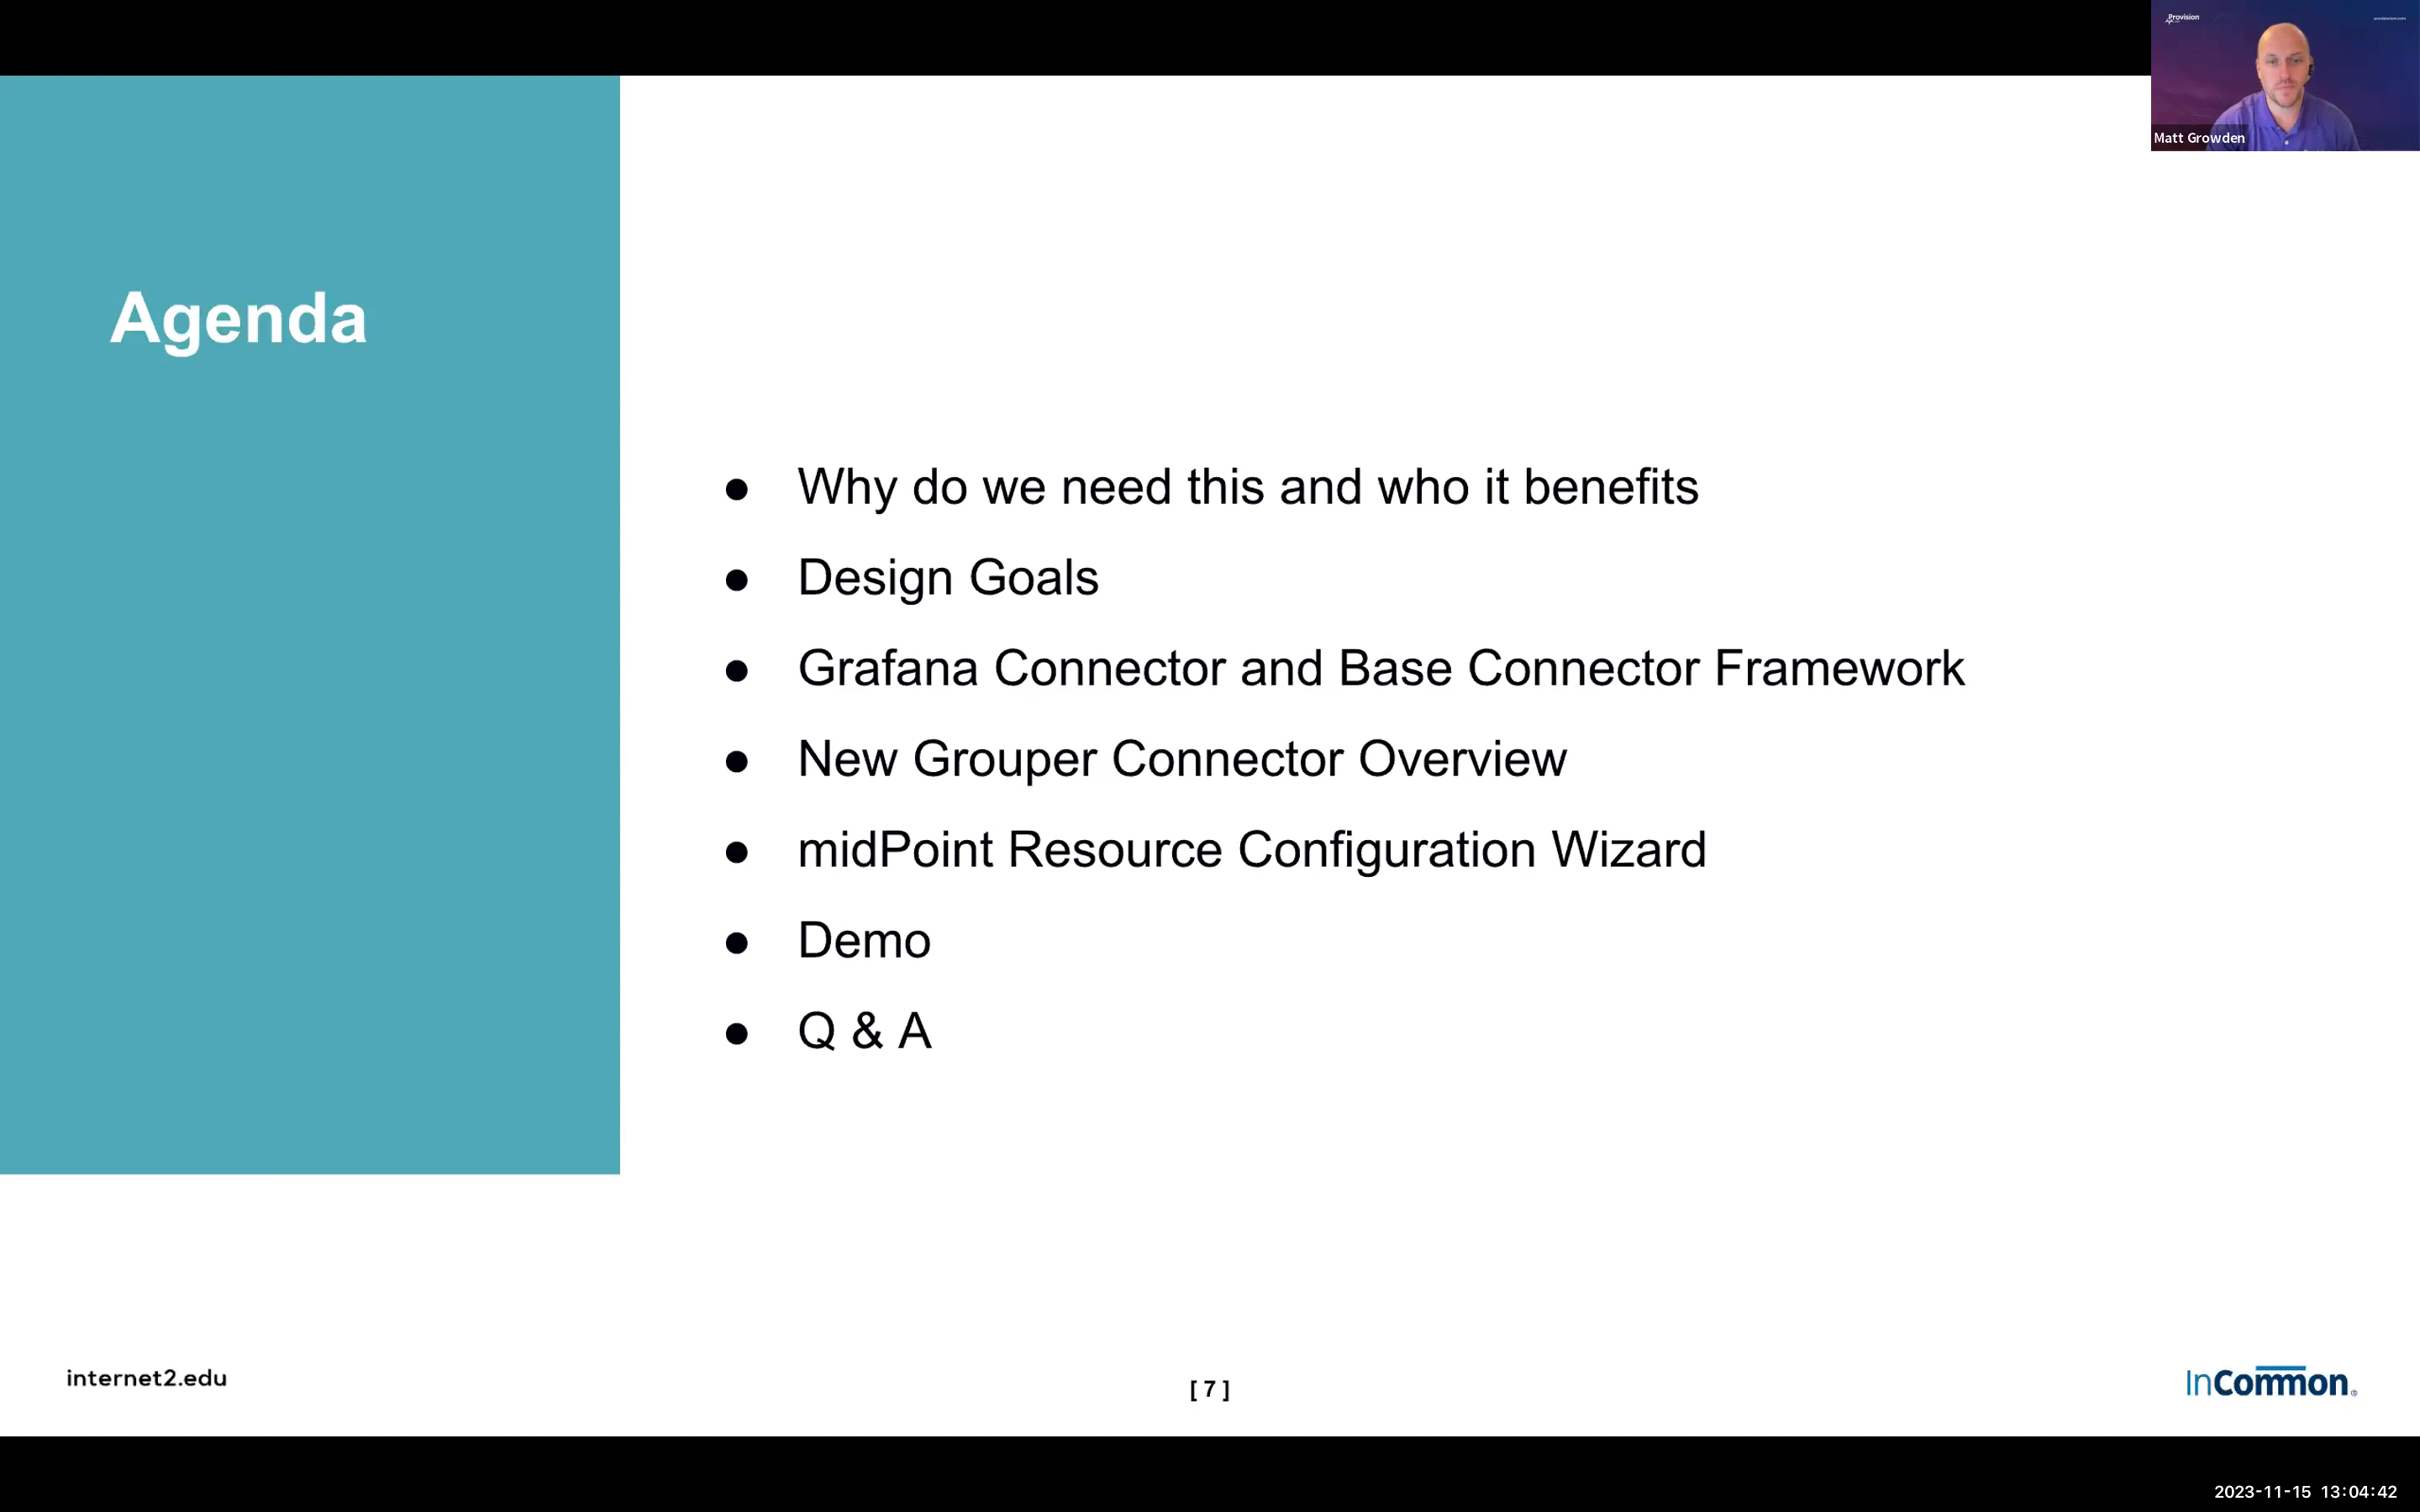 Provision
Matt Growden
Agenda
● Why do we need this and who it benefits
● Design Goals
● Grafana Connector and Base Connector Framework
● New Grouper Connector Overview
● midPoint Resource Configuration Wizard
● Demo
● Q & A
internet2.edu
[ 7 ]
InCommon
2023-11-15 13:04:42